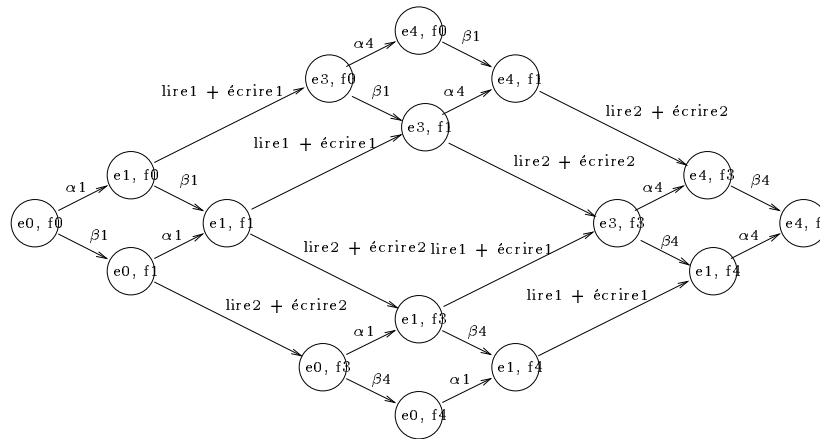 e4, f0
α4
β1
e3, f0
e4, f1
lire1 + écrire1
β1
α4
lire2 + écrire2
e3, f1
lire1 + écrire1
lire2 + écrire2
e1, f0
e4, f3
α1
β1
α4
β4
e0, f0
e1, f1
e3, f3
e4, f
β1
α1
lire2 + écrire2
lire1 + écrire1
β4
α4
e0, f1
e1, f4
lire2 + écrire2
lire1 + écrire1
e1, f3
α1
β4
e0, f3
e1, f4
β4
α1
e0, f4